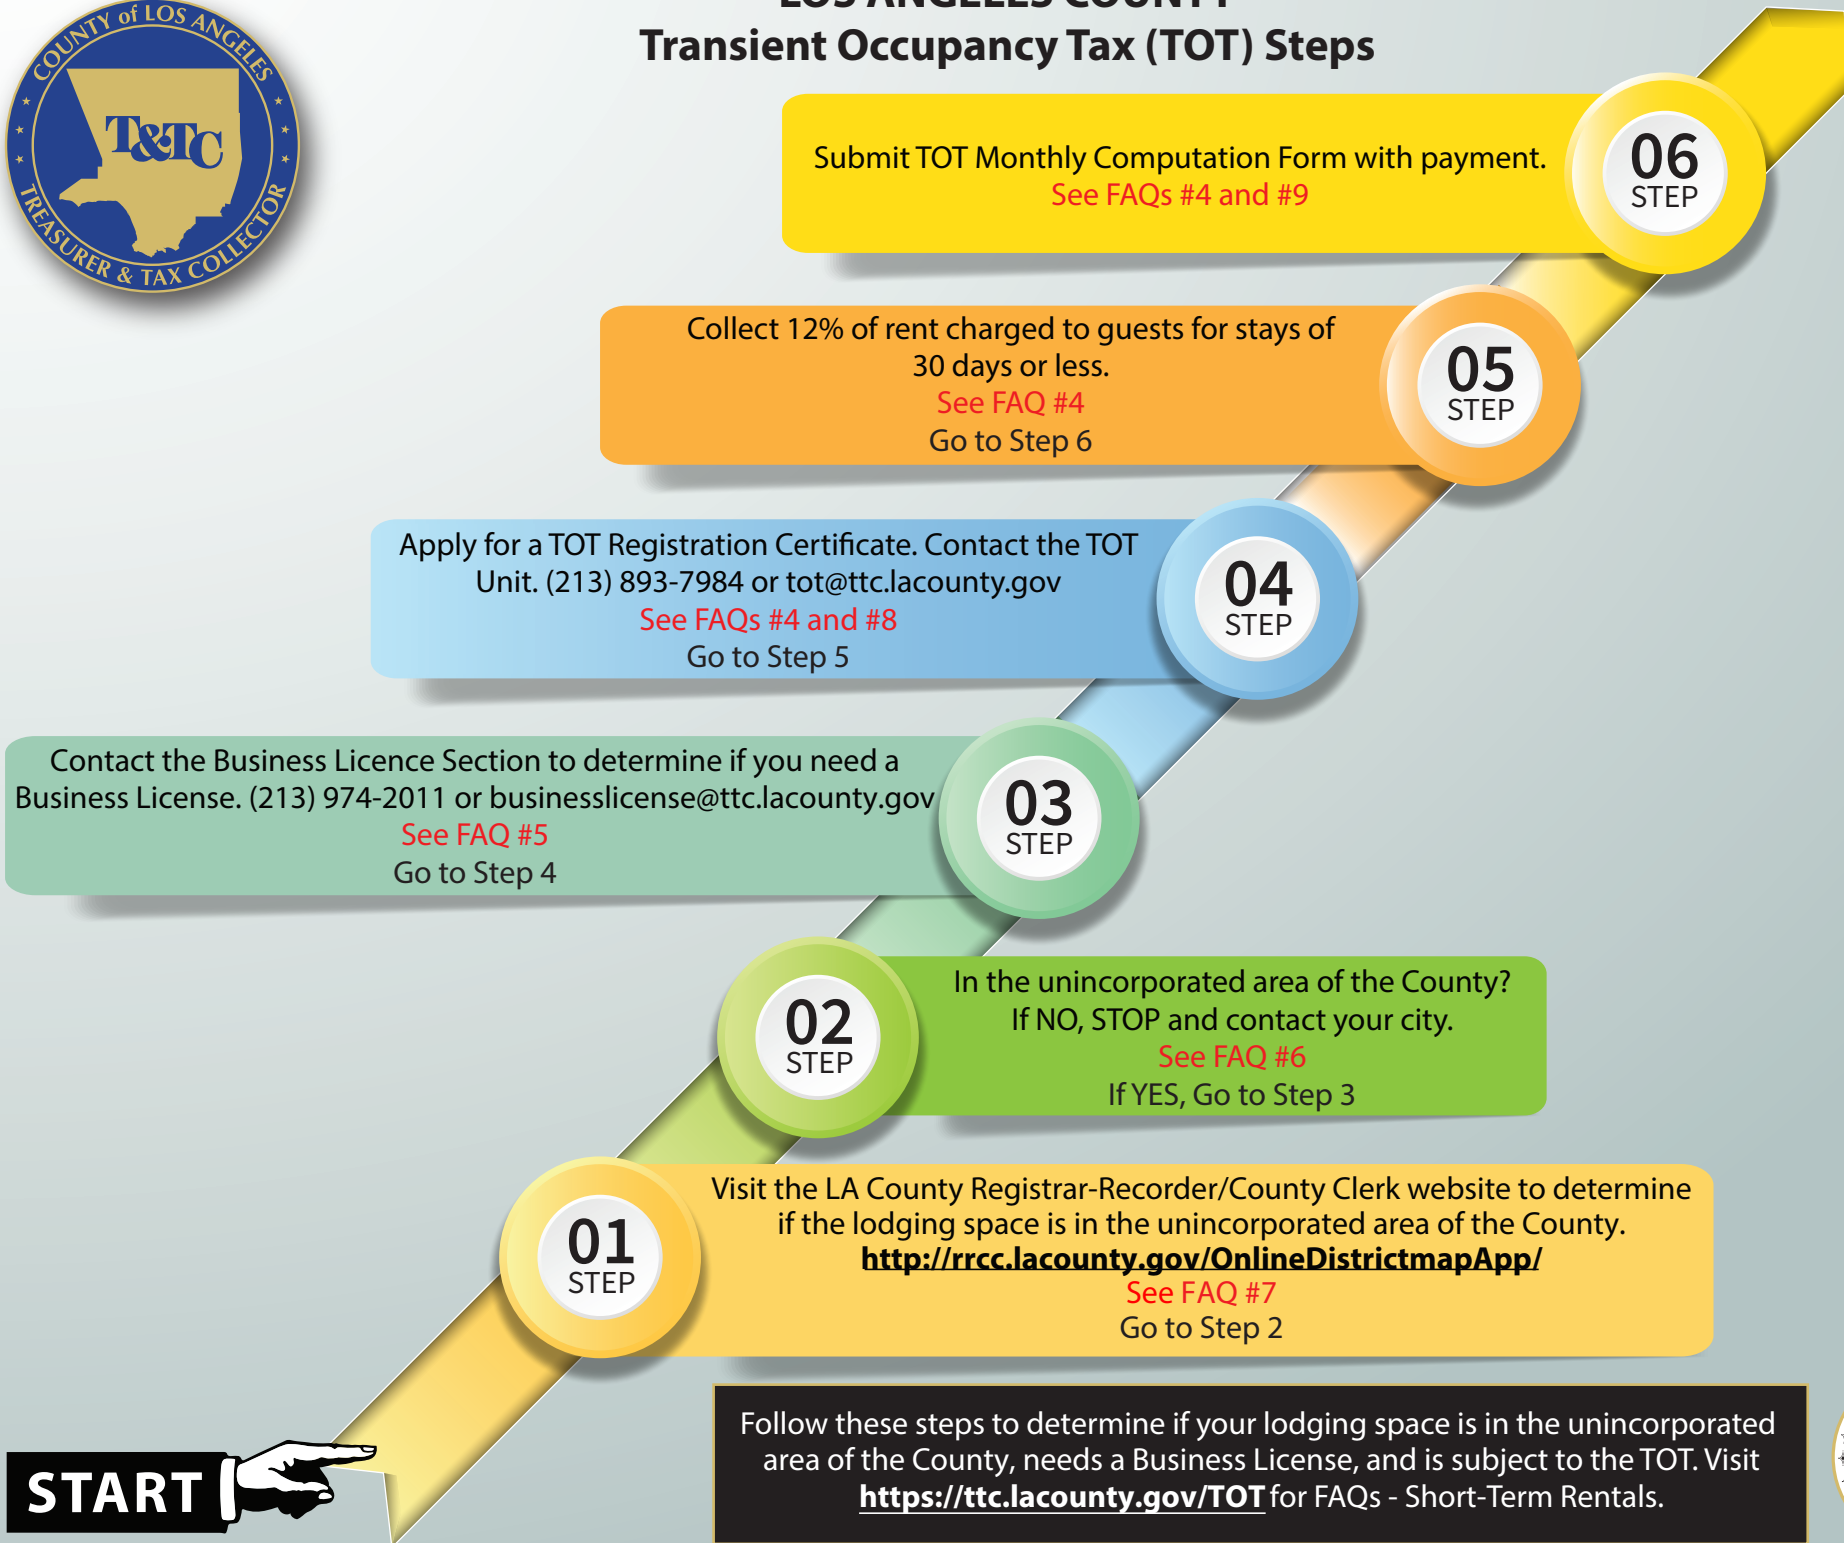 COUNTY of LOS ANGELES
T&TC
TREASURER & TAX COLLECTOR
LOS ANGELES COUNTY
Transient Occupancy Tax (TOT) Steps
Submit TOT Monthly Computation Form with payment.
See FAQs #4 and #9
06
STEP
Collect 12% of rent charged to guests for stays of
30 days or less.
See FAQ #4
Go to Step 6
05
STEP
Apply for a TOT Registration Certificate. Contact the TOT
Unit. (213) 893-7984 or tot@ttc.lacounty.gov
See FAQs #4 and #8
Go to Step 5
04
STEP
Contact the Business Licence Section to determine if you need a
Business License. (213) 974-2011 or businesslicense@ttc.lacounty.gov
See FAQ #5
Go to Step 4
03
STEP
02
STEP
In the unincorporated area of the County?
If NO, STOP and contact your city.
See FAQ #6
If YES, Go to Step 3
01
STEP
Visit the LA County Registrar-Recorder/County Clerk website to determine
if the lodging space is in the unincorporated area of the County.
http://rrcc.lacounty.gov/OnlineDistrictmapApp/
See FAQ #7
Go to Step 2
START
Follow these steps to determine if your lodging space is in the unincorporated
area of the County, needs a Business License, and is subject to the TOT. Visit
https://ttc.lacounty.gov/TOT for FAQs - Short-Term Rentals.